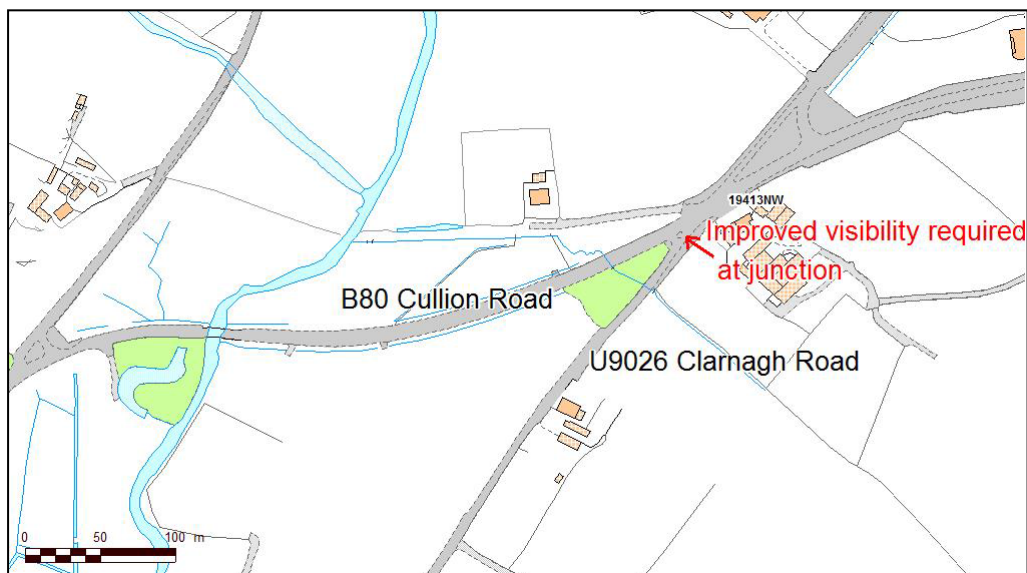 19413NW
Improved visibility required
at junction
B80 Cullion Road
U9026 Clarnagh Road
0 50 100 m